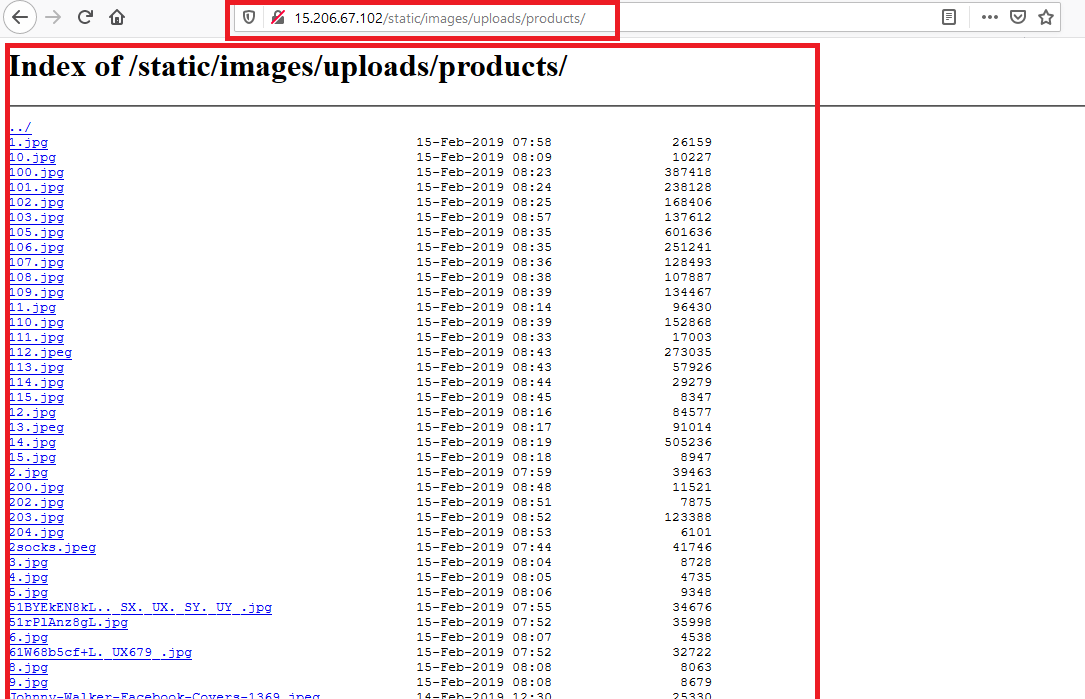 15.206.67.102/static/images/uploads/products/
Index of /static/images/uploads/products/
../
1.jpg 15-Feb-2019 07:58 26159
10.jpg 15-Feb-2019 08:09 10227
100.jpg 15-Feb-2019 08:23 387418
101.jpg 15-Feb-2019 08:24 238128
102.jpg 15-Feb-2019 08:25 168406
103.jpg 15-Feb-2019 08:57 137612
105.jpg 15-Feb-2019 08:35 601636
106.jpg 15-Feb-2019 08:35 251241
107.jpg 15-Feb-2019 08:36 128493
108.jpg 15-Feb-2019 08:38 107887
109.jpg 15-Feb-2019 08:39 134467
11.jpg 15-Feb-2019 08:14 96430
110.jpg 15-Feb-2019 08:39 152868
111.jpg 15-Feb-2019 08:33 17003
112.jpeg 15-Feb-2019 08:43 273035
113.jpg 15-Feb-2019 08:43 57926
114.jpg 15-Feb-2019 08:44 29279
115.jpg 15-Feb-2019 08:45 8347
12.jpg 15-Feb-2019 08:16 84577
13.jpeg 15-Feb-2019 08:17 91014
14.jpg 15-Feb-2019 08:19 505236
15.jpg 15-Feb-2019 08:18 8947
2.jpg 15-Feb-2019 07:59 39463
200.jpg 15-Feb-2019 08:48 11521
202.jpg 15-Feb-2019 08:51 7875
203.jpg 15-Feb-2019 08:52 123388
204.jpg 15-Feb-2019 08:53 6101
2socks.jpeg 15-Feb-2019 07:44 41746
3.jpg 15-Feb-2019 08:04 8728
4.jpg 15-Feb-2019 08:05 4735
5.jpg 15-Feb-2019 08:06 9348
51BYEkEN8kL._SX._UX._SY._UY_.jpg 15-Feb-2019 07:55 34676
51rPlAnz8gL.jpg 15-Feb-2019 07:52 35998
6.jpg 15-Feb-2019 08:07 4538
61W68b5cf+L._UX679_.jpg 15-Feb-2019 07:52 32722
8.jpg 15-Feb-2019 08:08 8063
9.jpg 15-Feb-2019 08:08 8679
Johnny-Walker-Facebook-Covers-1369.jpeg 14-Feb-2019 12:30 25330